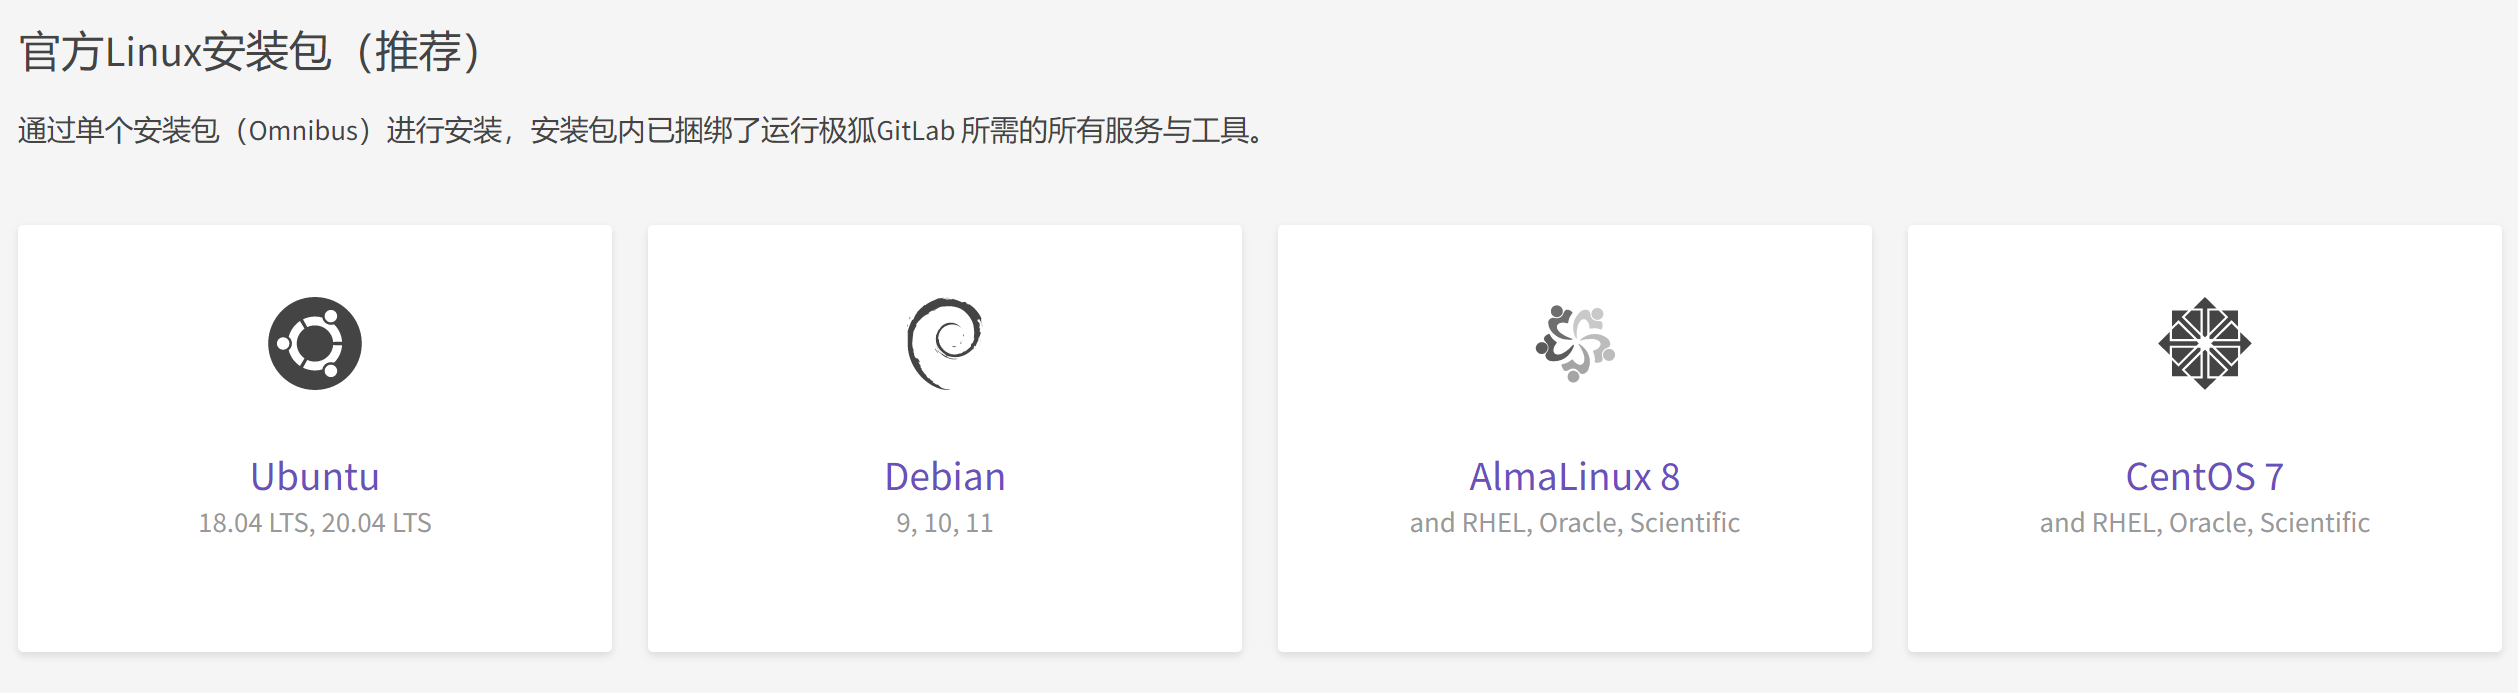 官方Linux安装包（推荐）
通过单个安装包（Omnibus）进行安装，安装包内已捆绑了运行极狐GitLab 所需的所有服务与工具。
Ubuntu
18.04 LTS, 20.04 LTS
Debian
9, 10, 11
AlmaLinux 8
and RHEL, Oracle, Scientific
CentOS 7
and RHEL, Oracle, Scientific